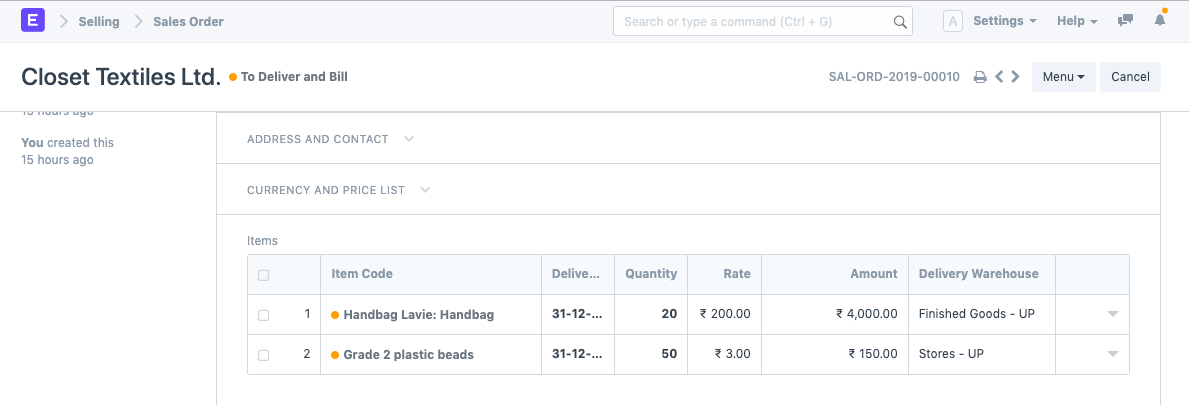 E Selling Sales Order Search or type a command (Ctrl + G) A Settings Help
Closet Textiles Ltd. To Deliver and Bill SAL-ORD-2019-00010 Menu Cancel
15 hours ago
You created this
15 hours ago
ADDRESS AND CONTACT
CURRENCY AND PRICE LIST
Items
Item Code Delive... Quantity Rate Amount Delivery Warehouse
1 Handbag Lavie: Handbag 31-12-... 20 ₹ 200.00 ₹ 4,000.00 Finished Goods - UP
2 Grade 2 plastic beads 31-12-... 50 ₹ 3.00 ₹ 150.00 Stores - UP